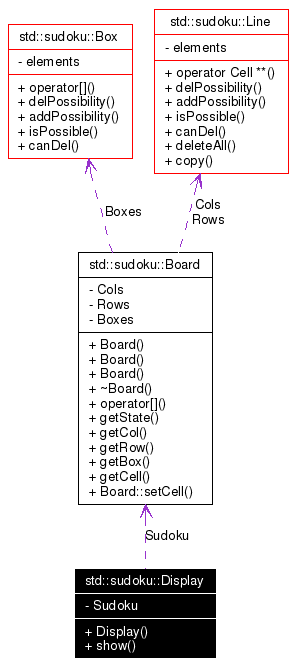 std::sudoku::Box
- elements
+ operator[]()
+ delPossibility()
+ addPossibility()
+ isPossible()
+ canDel()
std::sudoku::Line
- elements
+ operator Cell **()
+ delPossibility()
+ addPossibility()
+ isPossible()
+ canDel()
+ deleteAll()
+ copy()
Boxes
Cols
Rows
std::sudoku::Board
- Cols
- Rows
- Boxes
+ Board()
+ Board()
+ Board()
+ ~Board()
+ operator[]()
+ getState()
+ getCol()
+ getRow()
+ getBox()
+ getCell()
+ Board::setCell()
Sudoku
std::sudoku::Display
- Sudoku
+ Display()
+ show()